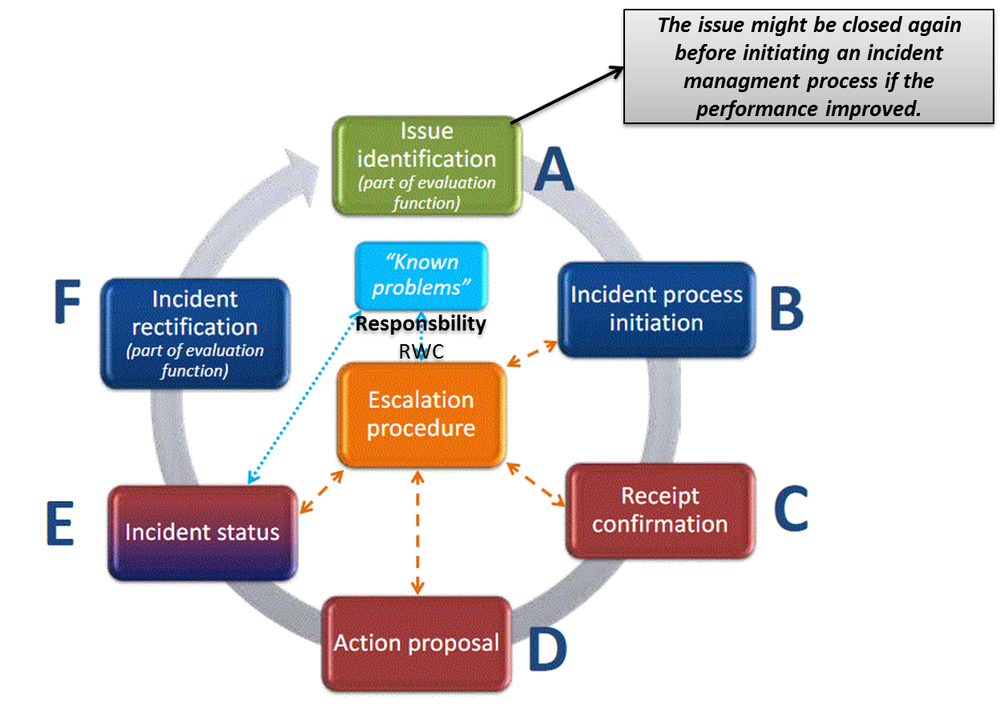 The issue might be closed again
before initiating an incident
managment process if the
performance improved.
Issue
identification
(part of evaluation
function)
A
"Known
problems"
Responsbility
RWC
Incident process
initiation
B
F
Incident
rectification
(part of evaluation
function)
Escalation
procedure
Receipt
confirmation
C
E
Incident status
Action proposal
D